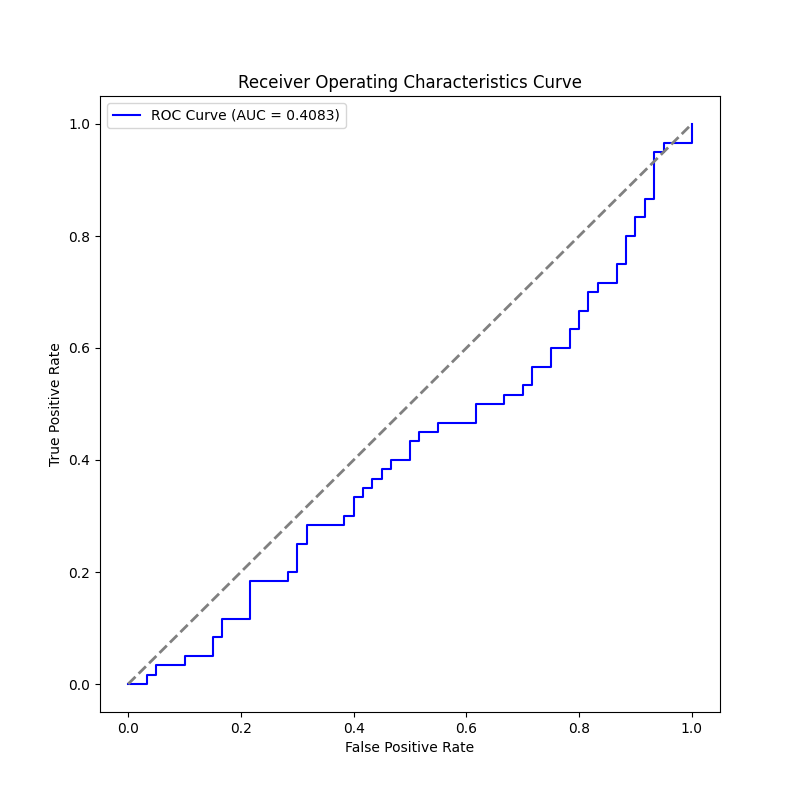 Receiver Operating Characteristics Curve
ROC Curve (AUC = 0.4083)
1.0
0.8
0.6
0.4
0.2
0.0
True Positive Rate
0.0 0.2 0.4 0.6 0.8 1.0
False Positive Rate